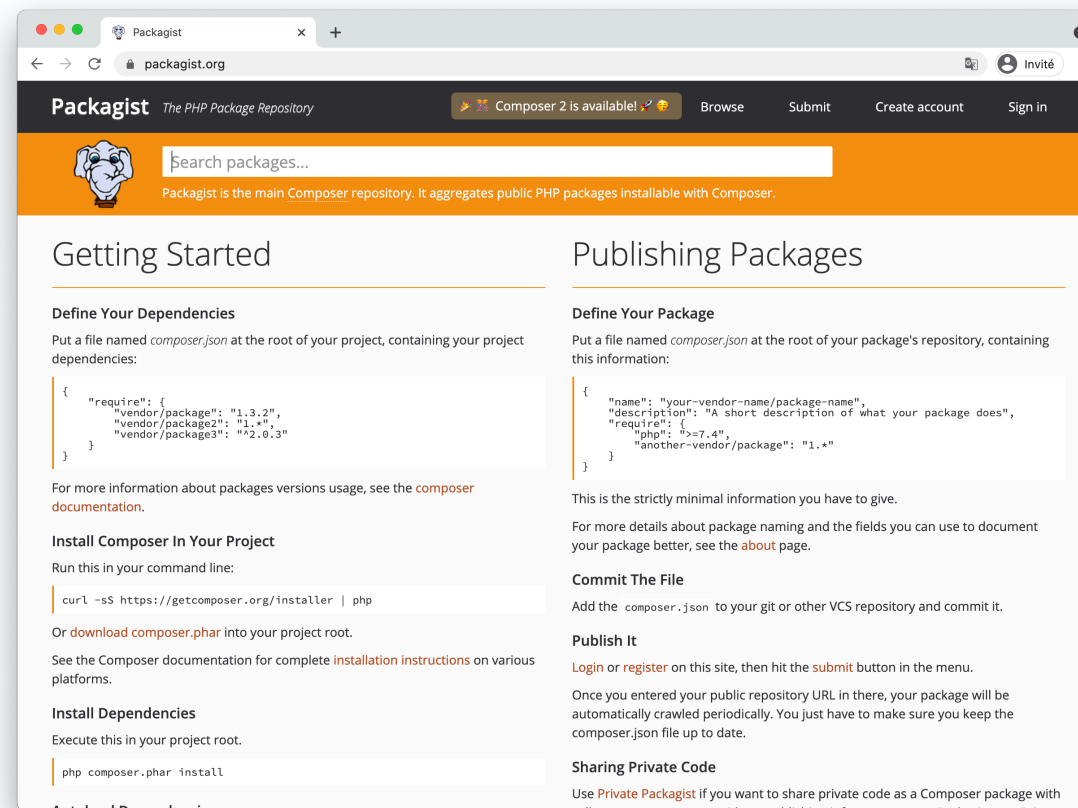 Packagist
packagist.org
Invité
Packagist The PHP Package Repository
Composer 2 is available!
Browse
Submit
Create account
Sign in
Search packages...
Packagist is the main Composer repository. It aggregates public PHP packages installable with Composer.
Getting Started
Define Your Dependencies
Put a file named composer.json at the root of your project, containing your project
dependencies:
{
    "require": {
        "vendor/package": "1.3.2",
        "vendor/package2": "1.*",
        "vendor/package3": "^2.0.3"
    }
}
For more information about packages versions usage, see the composer
documentation.
Install Composer In Your Project
Run this in your command line:
curl -sS https://getcomposer.org/installer | php
Or download composer.phar into your project root.
See the Composer documentation for complete installation instructions on various
platforms.
Install Dependencies
Execute this in your project root.
php composer.phar install
Publishing Packages
Define Your Package
Put a file named composer.json at the root of your package's repository, containing
this information:
{
    "name": "your-vendor-name/package-name",
    "description": "A short description of what your package does",
    "require": {
        "php": ">=7.4",
        "another-vendor/package": "1.*"
    }
}
This is the strictly minimal information you have to give.
For more details about package naming and the fields you can use to document
your package better, see the about page.
Commit The File
Add the composer.json to your git or other VCS repository and commit it.
Publish It
Login or register on this site, then hit the submit button in the menu.
Once you entered your public repository URL in there, your package will be
automatically crawled periodically. You just have to make sure you keep the
composer.json file up to date.
Sharing Private Code
Use Private Packagist if you want to share private code as a Composer package with